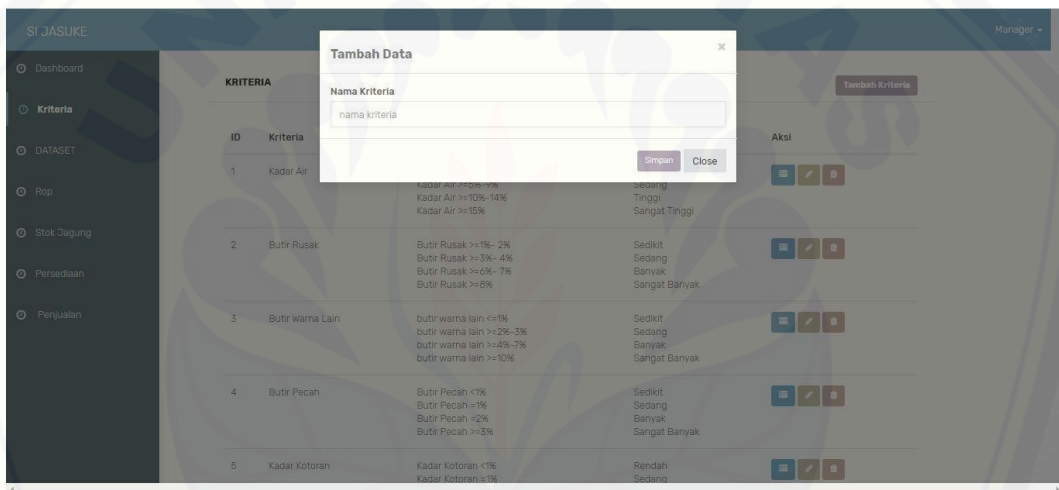 SI JASUKE
Manager
Dashboard
Kriteria
DATASET
Rop
Stok Jagung
Persediaan
Penjualan
KRITERIA
Tambah Kriteria
Tambah Data
×
Nama Kriteria
nama kriteria
Simpan Close
ID Kriteria Aksi
1 Kadar Air
Kadar Air >=5%-9% Sedang
Kadar Air >=10%-14% Tinggi
Kadar Air >=15% Sangat Tinggi
2 Butir Rusak Butir Rusak >=1%- 2% Sedikit
Butir Rusak >=3%- 4% Sedang
Butir Rusak >=6%- 7% Banyak
Butir Rusak >=8% Sangat Banyak
3 Butir Warna Lain butir warna lain <=1% Sedikit
butir warna lain >=2%-3% Sedang
butir warna lain >=4%-7% Banyak
butir warna lain >=10% Sangat Banyak
4 Butir Pecah Butir Pecah <1% Sedikit
Butir Pecah =1% Sedang
Butir Pecah =2% Banyak
Butir Pecah >=3% Sangat Banyak
5 Kadar Kotoran Kadar Kotoran <1% Rendah
Kadar Kotoran =1% Sedang